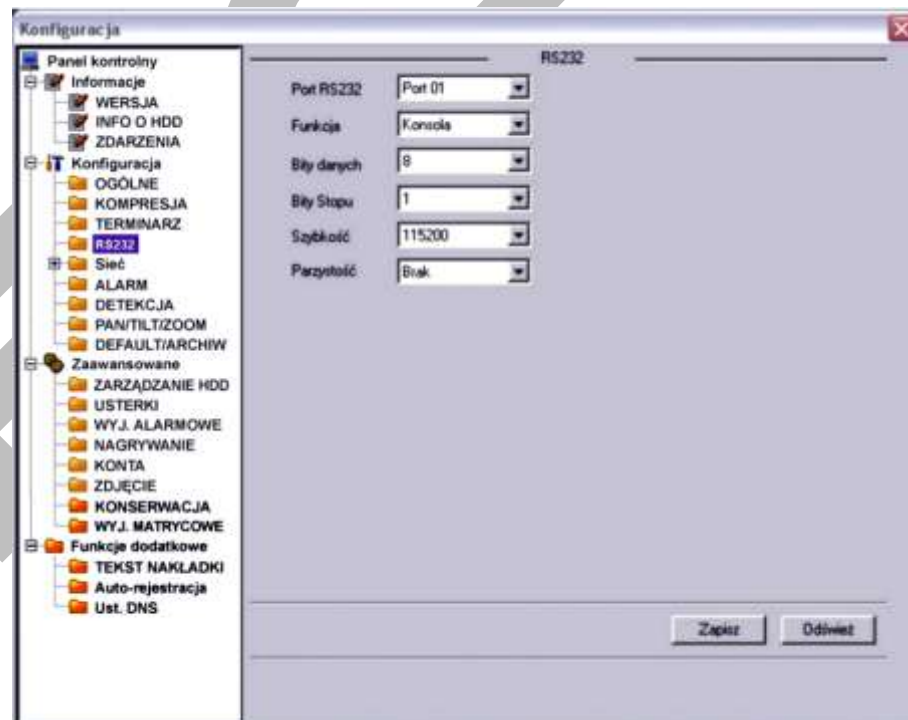 Konfiguracja
Panel kontrolny
Informacje
WERSJA
INFO O HDD
ZDARZENIA
Konfiguracja
OGÓLNE
KOMPRESJA
TERMINARZ
RS232
Sieć
ALARM
DETEKCJA
PAN/TILT/ZOOM
DEFAULT/ARCHIW
Zaawansowane
ZARZĄDZANIE HDD
USTERKI
WYJ. ALARMOWE
NAGRYWANIE
KONTA
ZDJĘCIE
KONSERWACJA
WYJ. MATRYCOWE
Funkcje dodatkowe
TEKST NAKŁADKI
Auto-rejestracja
Ust. DNS
RS232
Port RS232 Port 01
Funkcja Konsola
Bity danych 8
Bity Stopu 1
Szybkość 115200
Parzystość Brak
Zapisz Odśwież